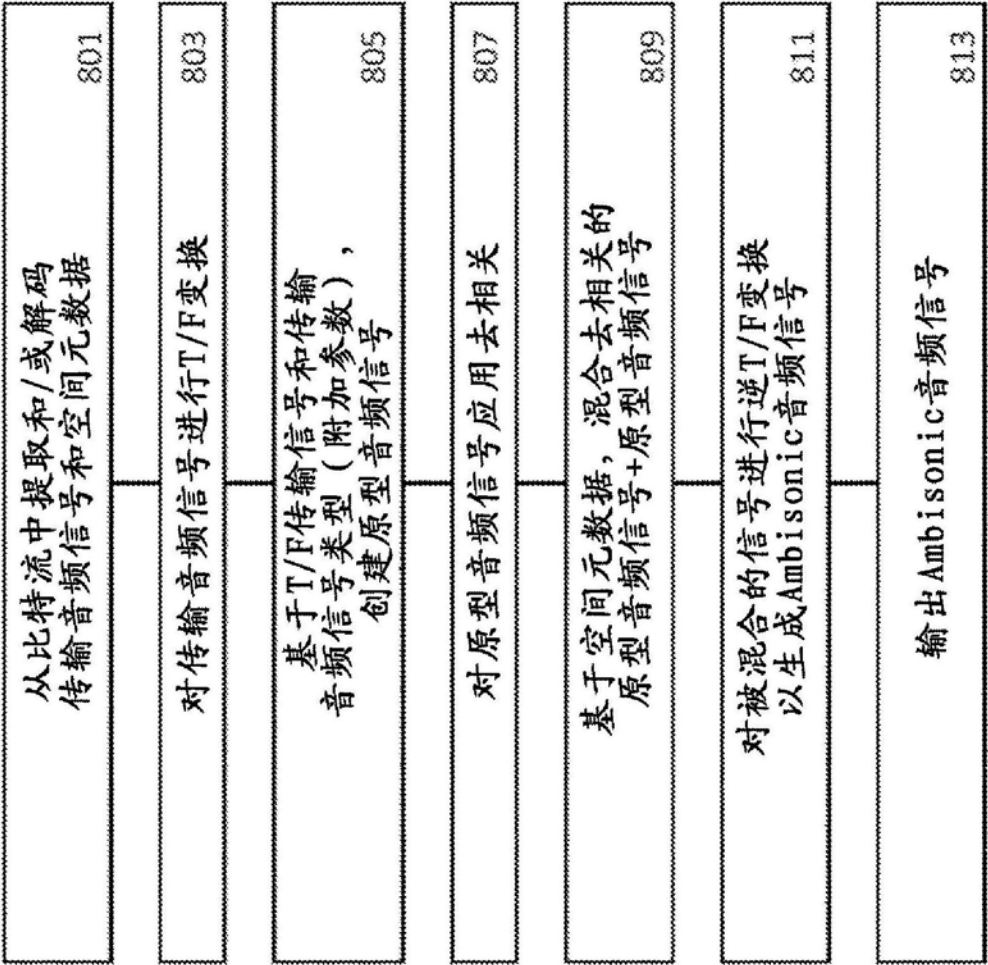 从比特流中提取和/或解码
传输音频信号和空间元数据
801
对传输音频信号进行T/F变换
803
基于T/F传输信号和传输
音频信号类型（附加参数），
创建原型音频信号
805
对原型音频信号应用去相关
807
基于空间元数据，混合去相关的
原型音频信号+原型音频信号
809
对被混合的信号进行逆T/F变换
以生成Ambisonic音频信号
811
输出Ambisonic音频信号
813